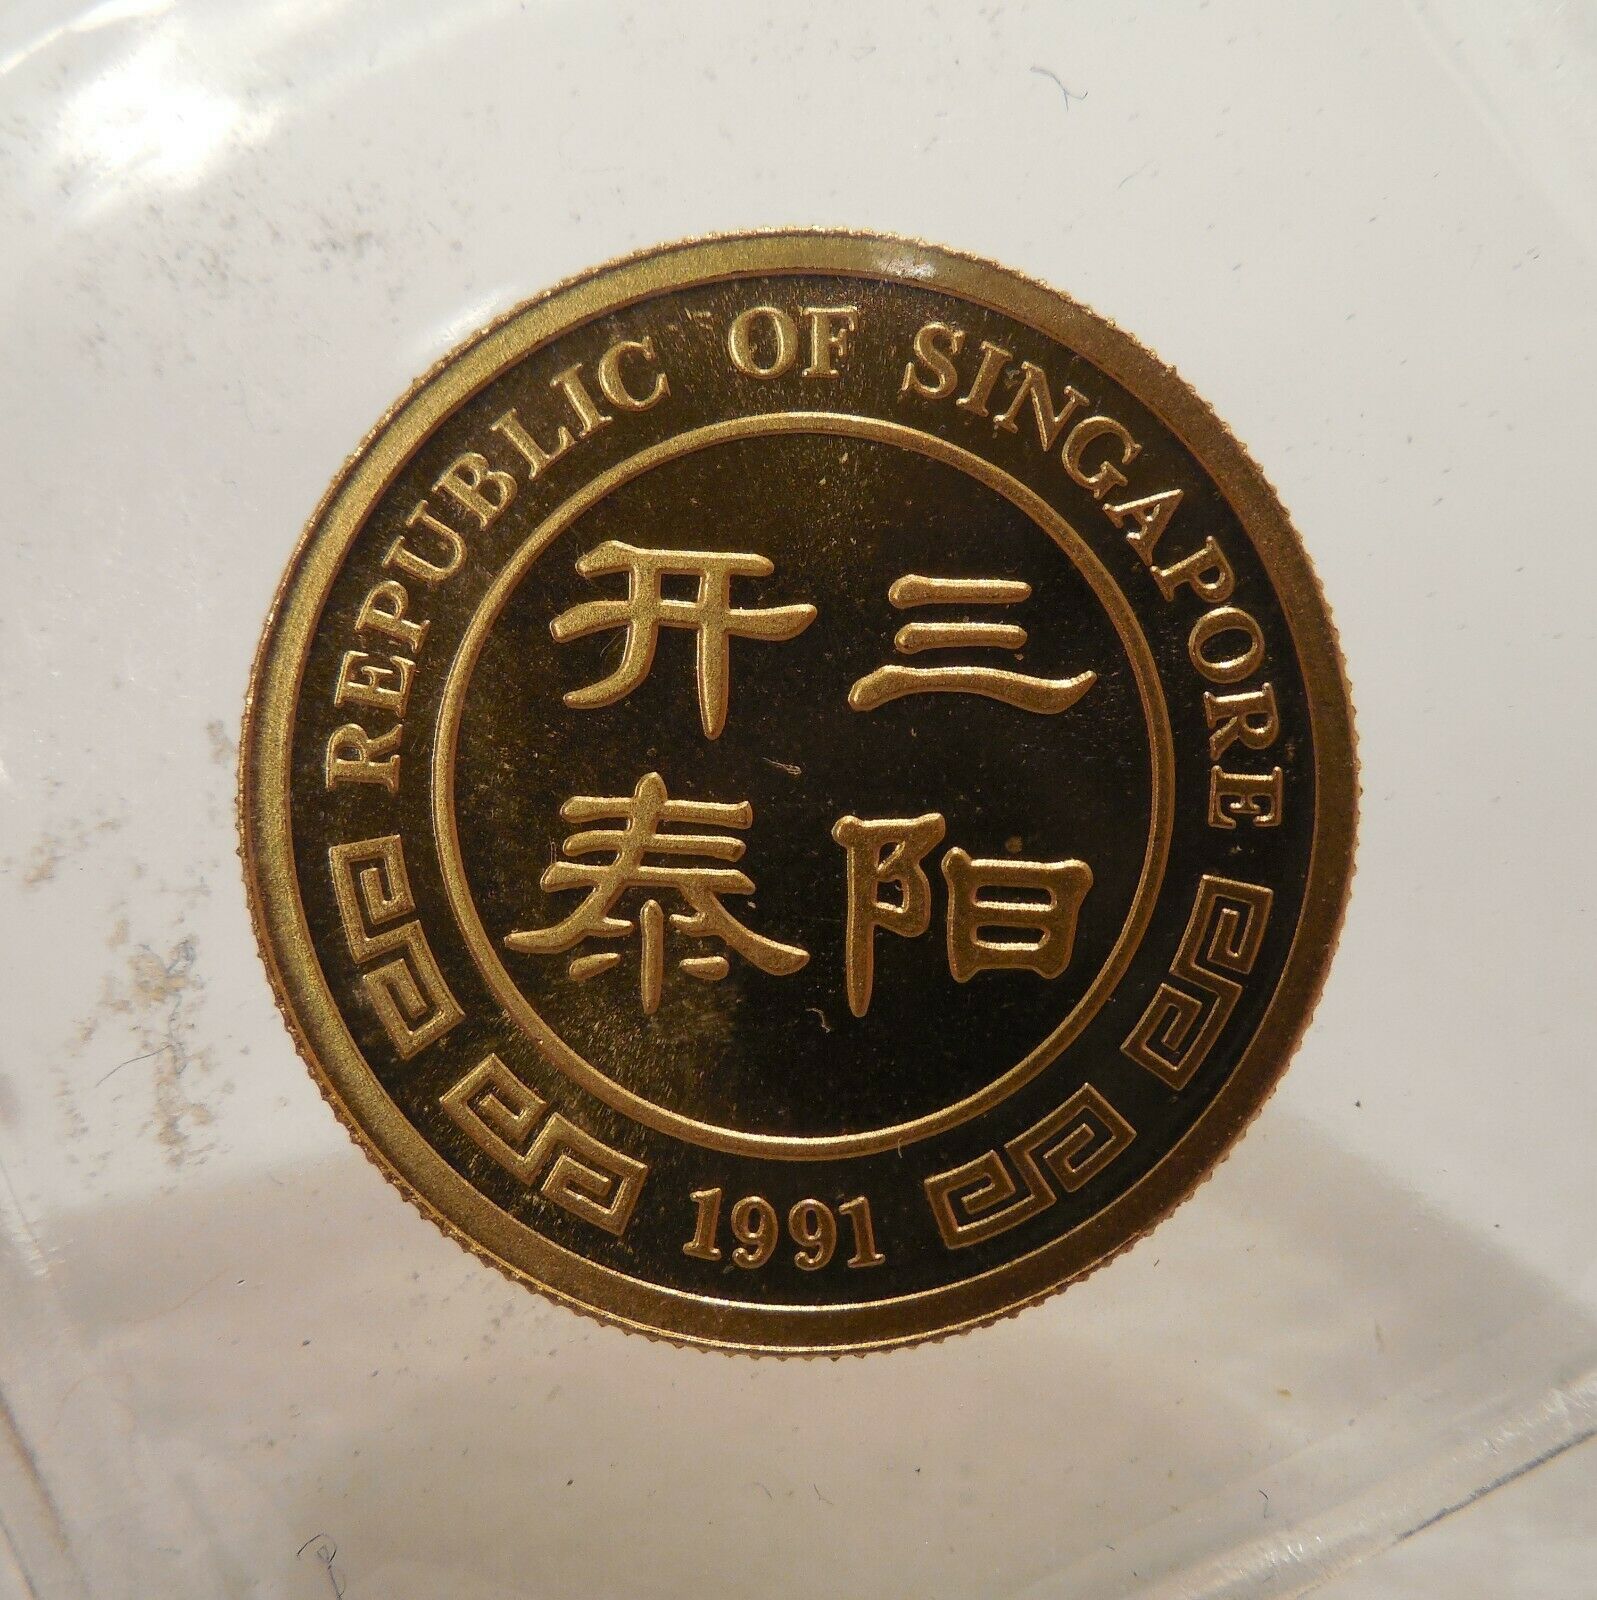 REPUBLIC OF SINGAPORE
三阳
开泰
1991